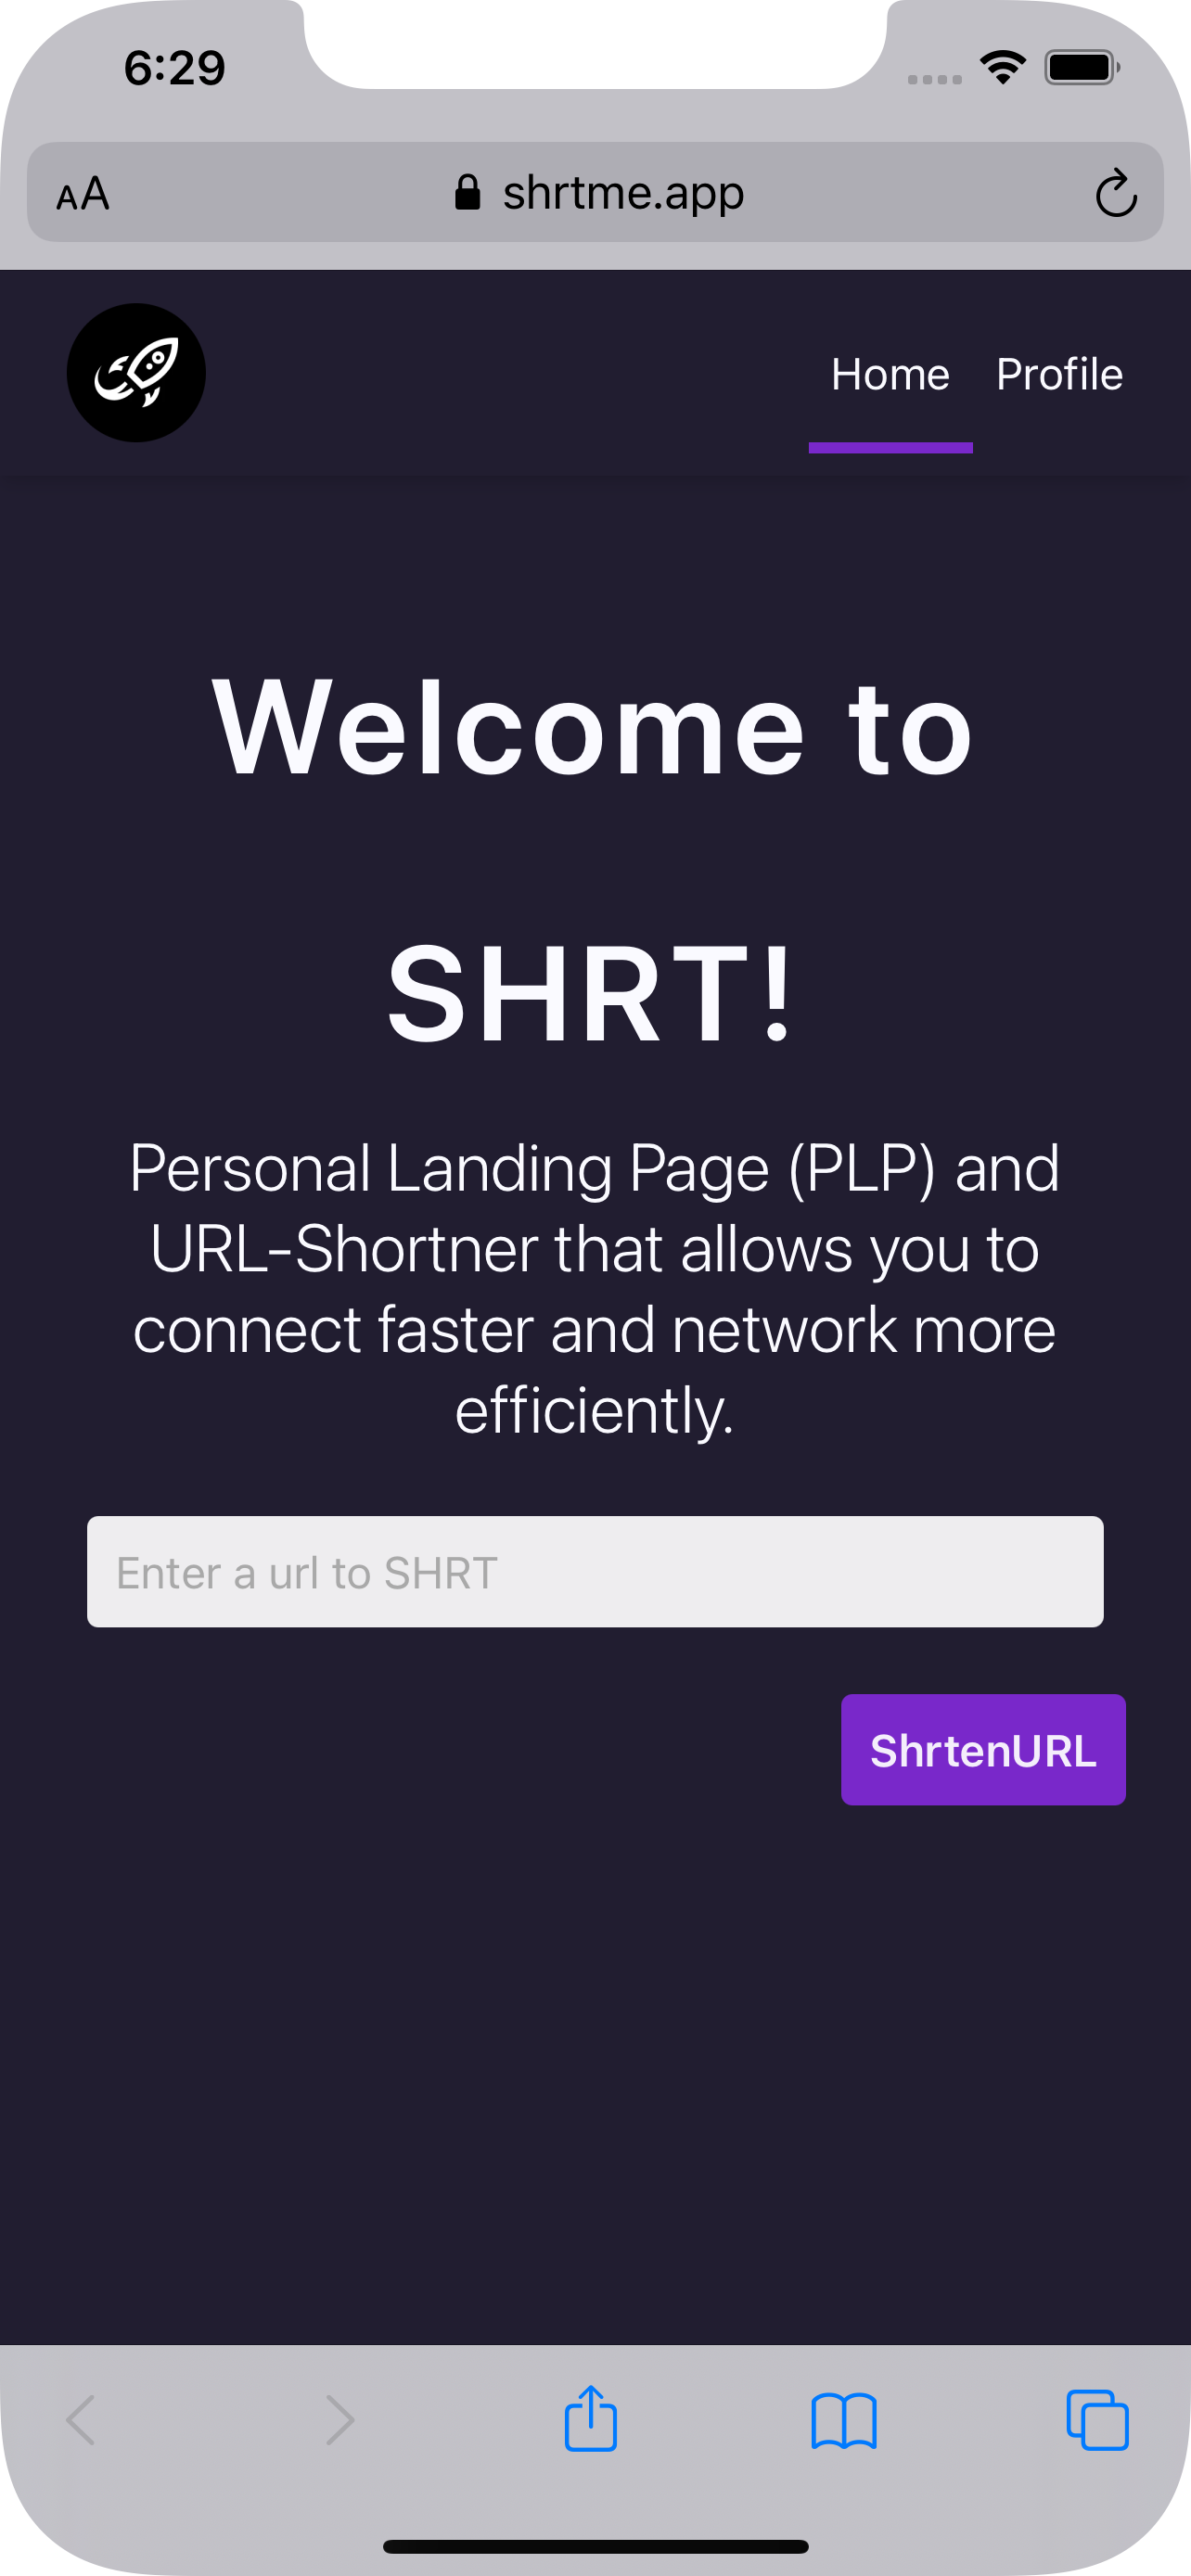 6:29
AA
shrtme.app
Home Profile
Welcome to
SHRT!
Personal Landing Page (PLP) and
URL-Shortner that allows you to
connect faster and network more
efficiently.
Enter a url to SHRT
ShrtenURL